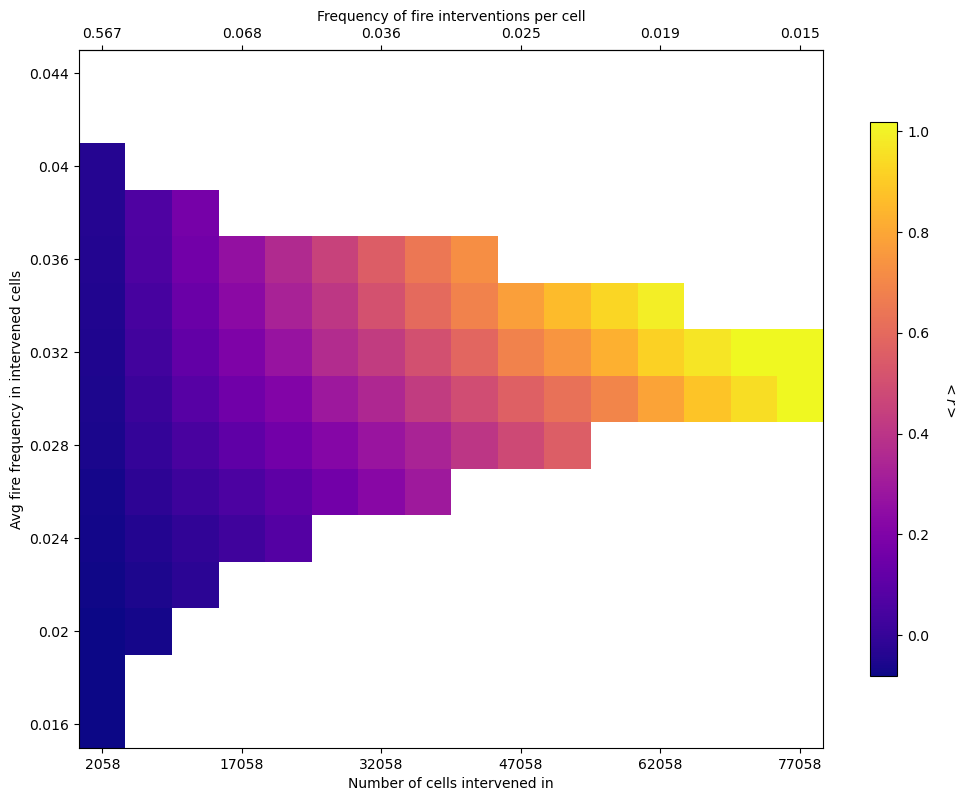 Frequency of fire interventions per cell
0.567 0.068 0.036 0.025 0.019 0.015
0.044
0.04
0.036
0.032
0.028
0.024
0.02
0.016
Avg fire frequency in intervened cells
2058 17058 32058 47058 62058 77058
Number of cells intervened in
1.0
0.8
0.6
0.4
0.2
0.0
< r >